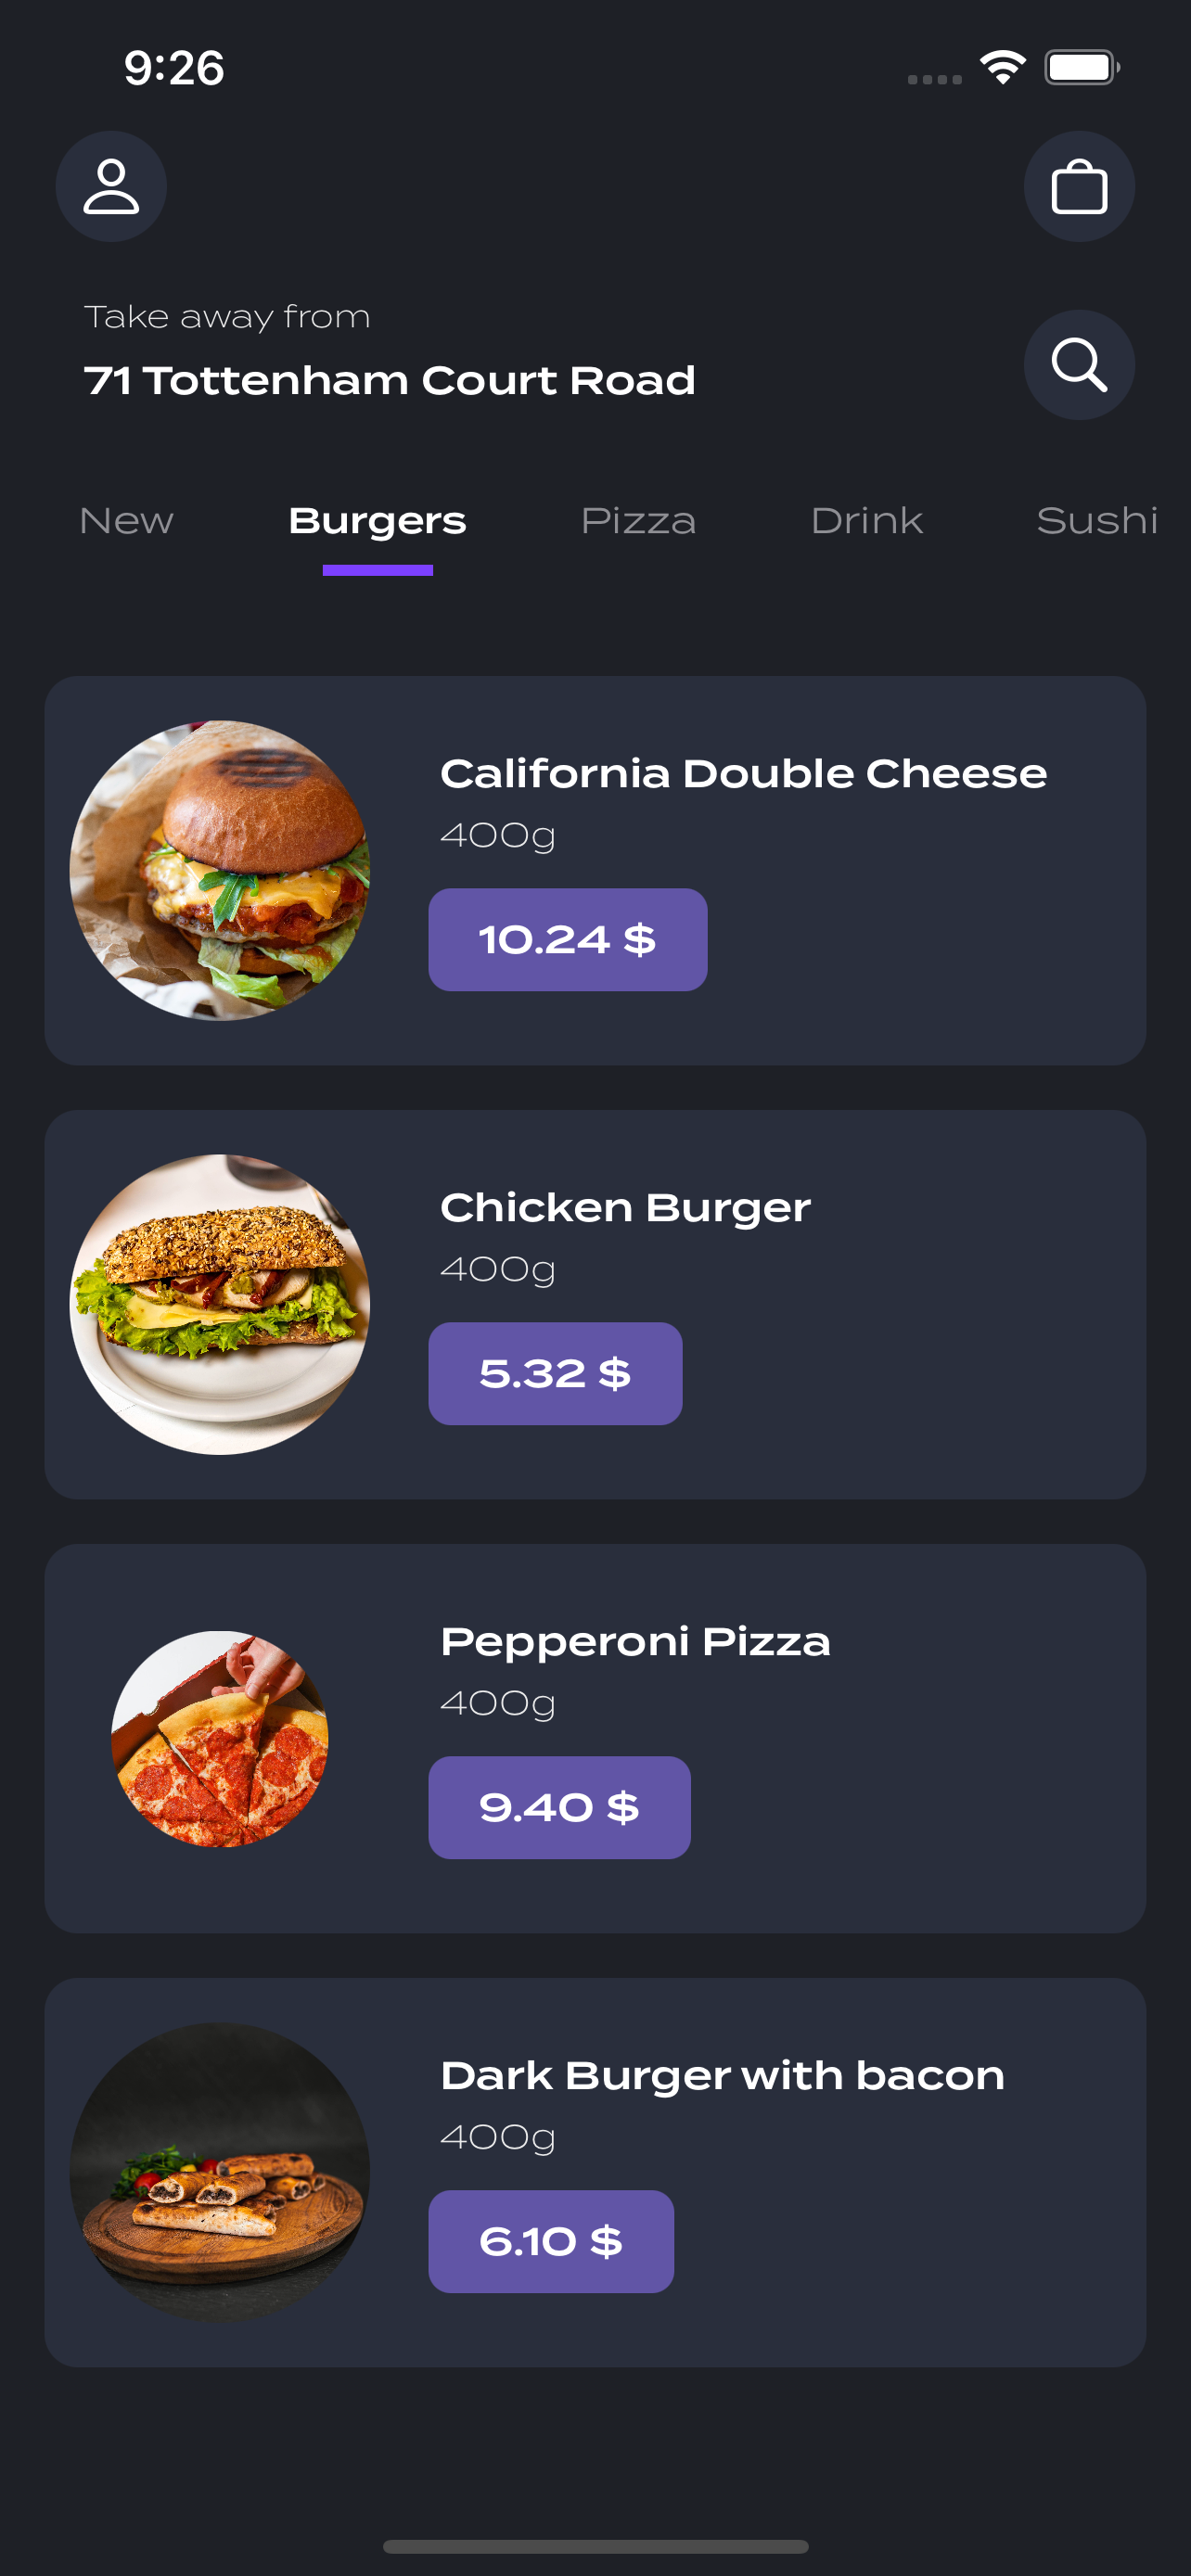 9:26
Take away from
71 Tottenham Court Road
New Burgers Pizza Drink Sushi
California Double Cheese
400g
10.24 $
Chicken Burger
400g
5.32 $
Pepperoni Pizza
400g
9.40 $
Dark Burger with bacon
400g
6.10 $